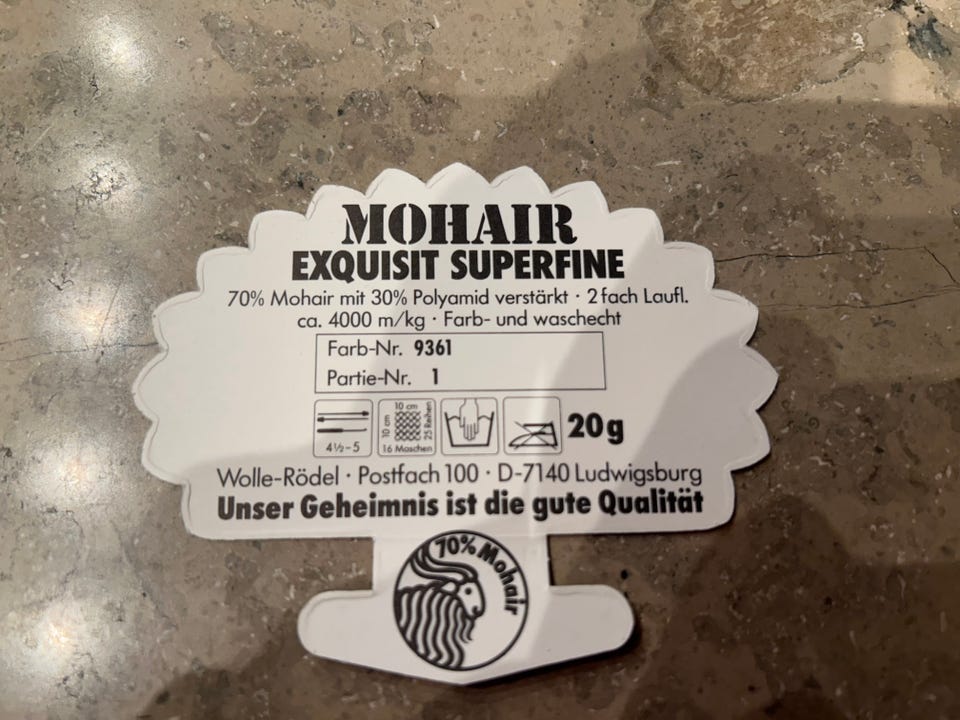 MOHAIR
EXQUISIT SUPERFINE
70% Mohair mit 30% Polyamid verstärkt · 2fach Laufl.
ca. 4000 m/kg · Farb- und waschecht
Farb-Nr. 9361
Partie-Nr. 1
4½–5
10 cm
10 cm
25 Reihen
16 Maschen
20g
Wolle-Rödel · Postfach 100 · D-7140 Ludwigsburg
Unser Geheimnis ist die gute Qualität
70% Mohair